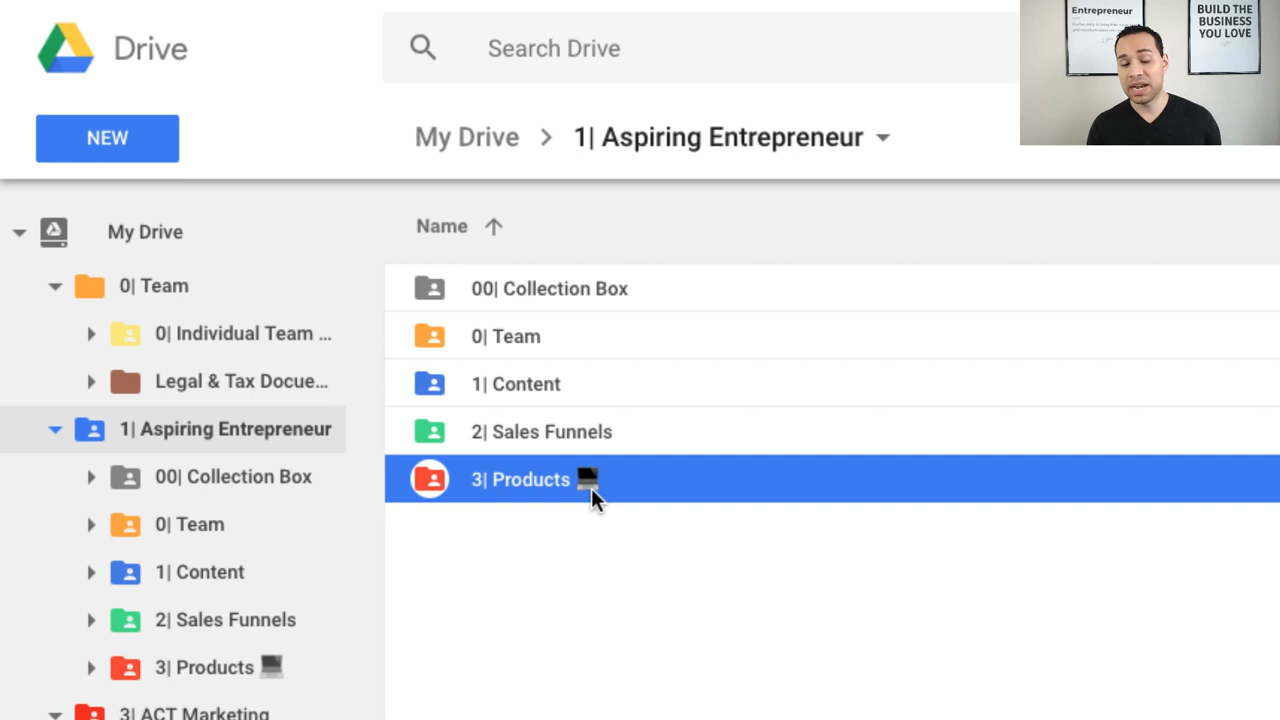 Drive
Search Drive
Entrepreneur
BUILD THE
BUSINESS
YOU LOVE
NEW
My Drive > 1| Aspiring Entrepreneur
My Drive
0| Team
0| Individual Team ...
Legal & Tax Docue...
1| Aspiring Entrepreneur
00| Collection Box
0| Team
1| Content
2| Sales Funnels
3| Products
3| ACT Marketing
Name
00| Collection Box
0| Team
1| Content
2| Sales Funnels
3| Products